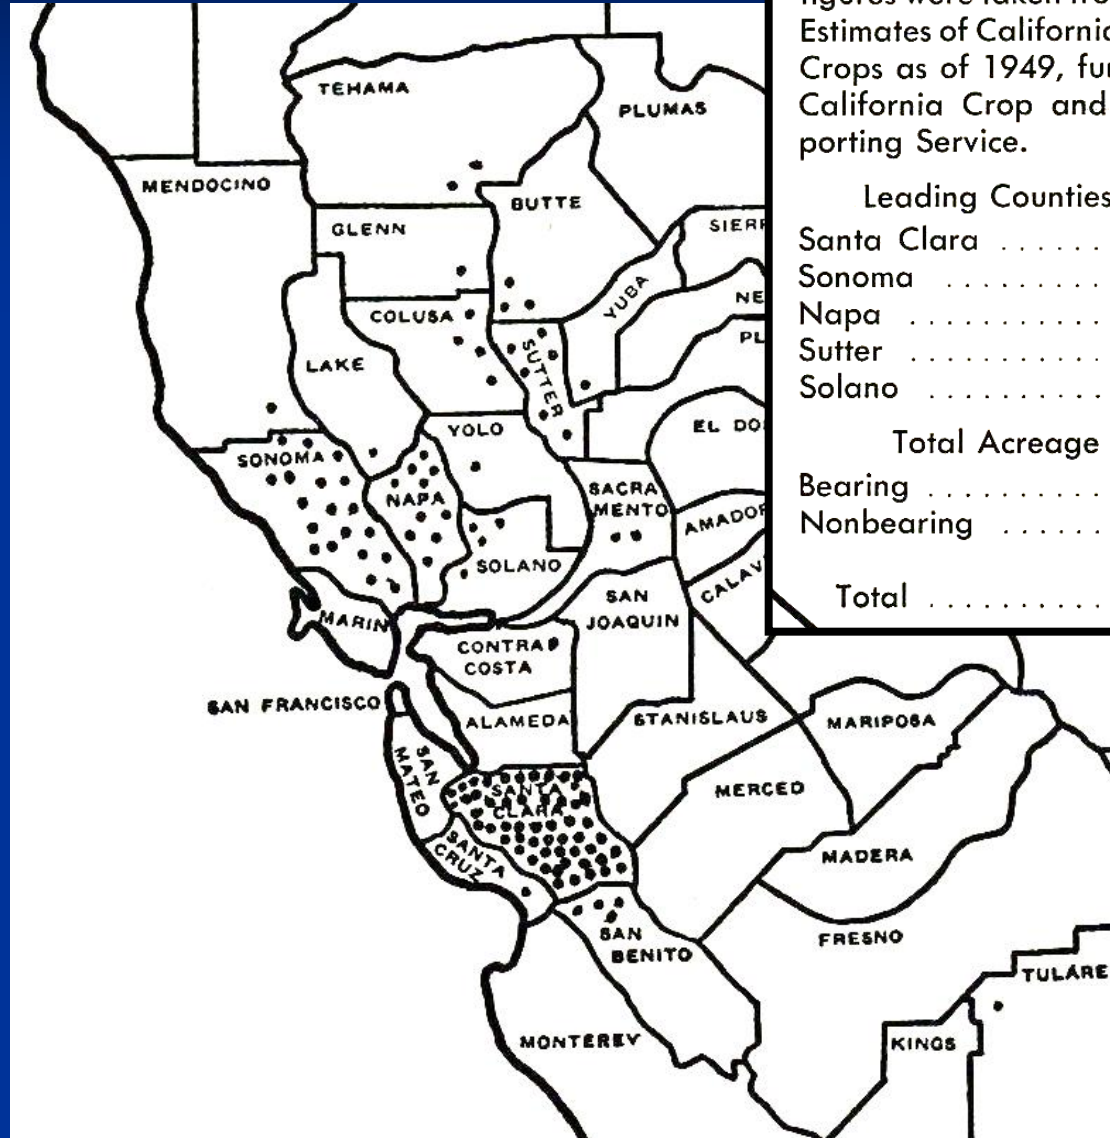 Estimates of California
Crops as of 1949, fur
California Crop and
porting Service.
Leading Counties
Santa Clara . . . . . .
Sonoma . . . . . . . . .
Napa . . . . . . . . . . .
Sutter . . . . . . . . . . .
Solano . . . . . . . . . .
Total Acreage
Bearing . . . . . . . . . .
Nonbearing . . . . . .
Total . . . . . . . . . .
TEHAMA
PLUMAS
MENDOCINO
BUTTE
GLENN
SIERR
YUBA
NE
COLUSA
PL
SUTTER
LAKE
YOLO
EL DO
SONOMA
NAPA
SACRA
MENTO
AMADOR
SOLANO
CALAV
SAN
JOAQUIN
MARIN
CONTRA
COSTA
SAN FRANCISCO
ALAMEDA
STANISLAUS
MARIPOSA
SAN
MATEO
SANTA
CLARA
MERCED
SANTA
CRUZ
MADERA
FRESNO
SAN
BENITO
TULARE
MONTEREY
KINGS